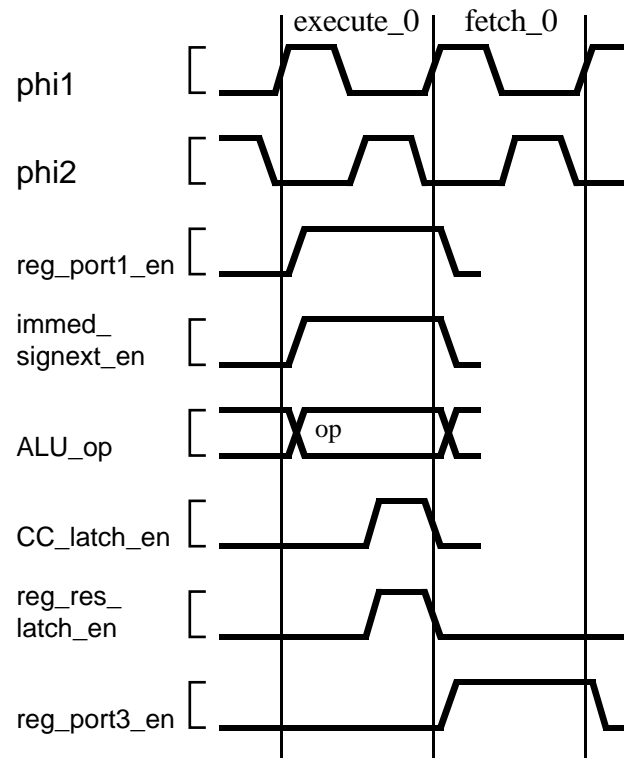 execute_0 fetch_0
phi1
phi2
reg_port1_en
immed_
signext_en
ALU_op
op
CC_latch_en
reg_res_
latch_en
reg_port3_en